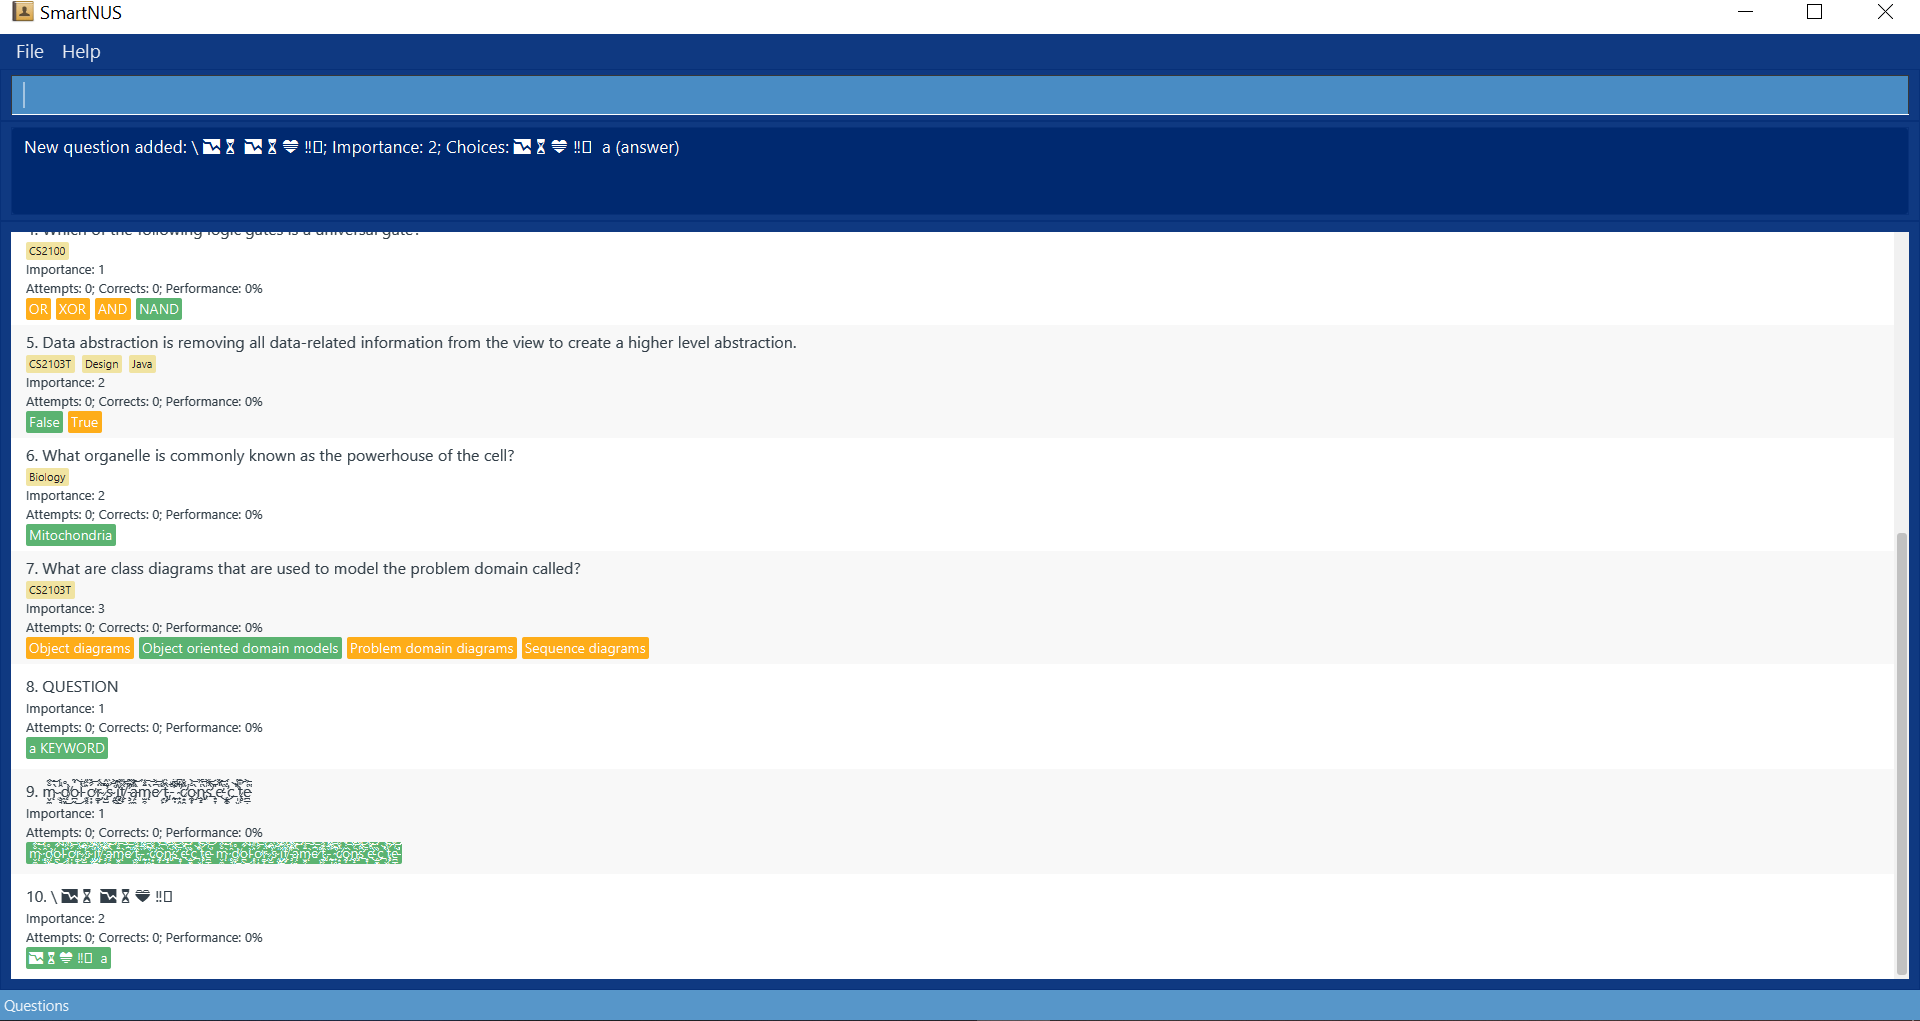 SmartNUS
File Help
New question added: \ ‼▯; Importance: 2; Choices: ‼▯ a (answer)
4. Which of the following logic gates is a universal gate?
CS2100
Importance: 1
Attempts: 0; Corrects: 0; Performance: 0%
OR XOR AND NAND
5. Data abstraction is removing all data-related information from the view to create a higher level abstraction.
CS2103T Design Java
Importance: 2
Attempts: 0; Corrects: 0; Performance: 0%
False True
6. What organelle is commonly known as the powerhouse of the cell?
Biology
Importance: 2
Attempts: 0; Corrects: 0; Performance: 0%
Mitochondria
7. What are class diagrams that are used to model the problem domain called?
CS2103T
Importance: 3
Attempts: 0; Corrects: 0; Performance: 0%
Object diagrams Object oriented domain models Problem domain diagrams Sequence diagrams
8. QUESTION
Importance: 1
Attempts: 0; Corrects: 0; Performance: 0%
a KEYWORD
9.
Importance: 1
Attempts: 0; Corrects: 0; Performance: 0%
10. \ ‼▯
Importance: 2
Attempts: 0; Corrects: 0; Performance: 0%
‼▯ a
Questions